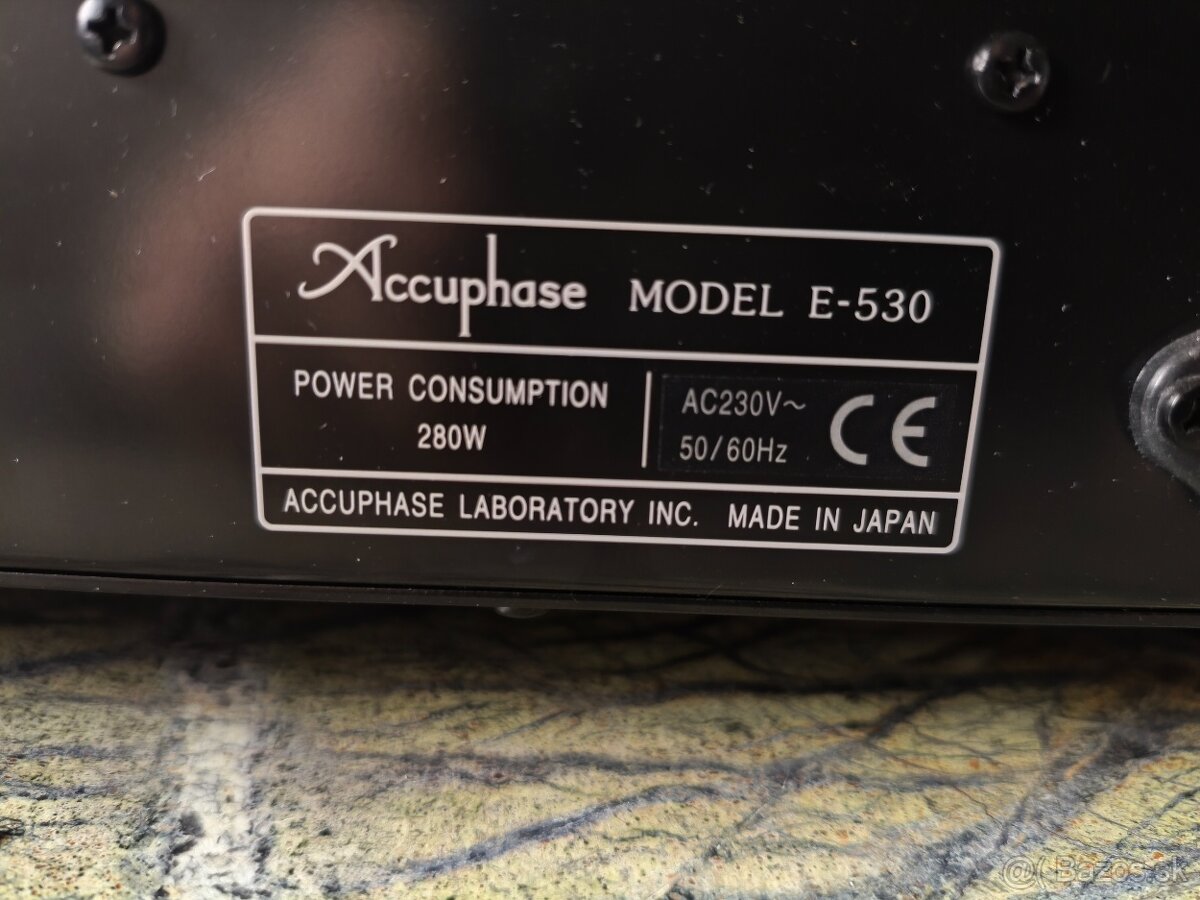 Accuphase MODEL E-530
POWER CONSUMPTION
280W
AC230V~
50/60Hz
CE
ACCUPHASE LABORATORY INC. MADE IN JAPAN
@( Bazos.sk